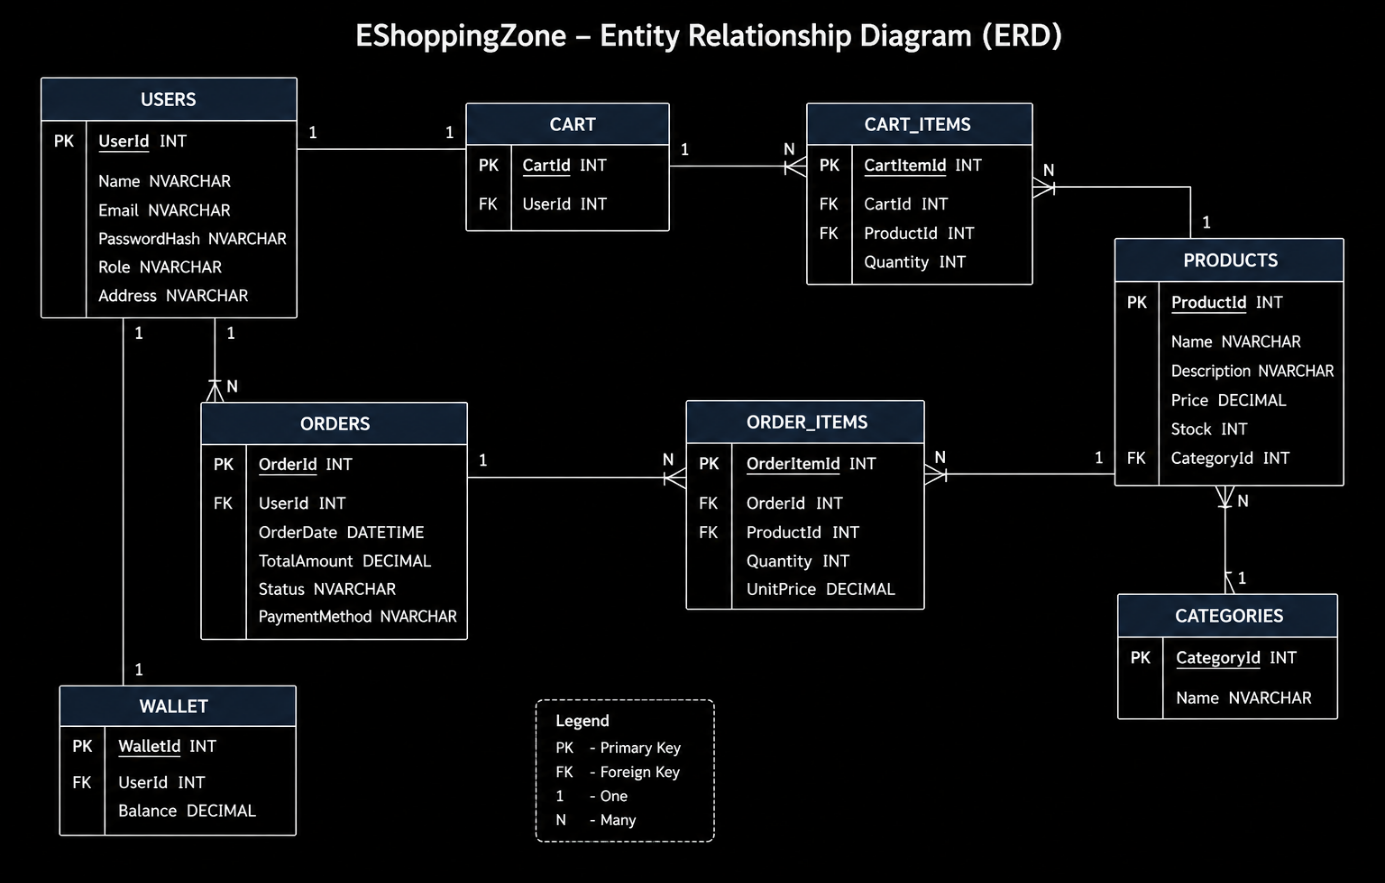 EShoppingZone – Entity Relationship Diagram (ERD)
USERS
PK UserId INT
Name NVARCHAR
Email NVARCHAR
PasswordHash NVARCHAR
Role NVARCHAR
Address NVARCHAR
1 1
CART
PK CartId INT
FK UserId INT
1 N
CART_ITEMS
PK CartItemId INT
FK CartId INT
FK ProductId INT
Quantity INT
N
1
PRODUCTS
PK ProductId INT
Name NVARCHAR
Description NVARCHAR
Price DECIMAL
Stock INT
FK CategoryId INT
1 1
N
ORDERS
PK OrderId INT
FK UserId INT
OrderDate DATETIME
TotalAmount DECIMAL
Status NVARCHAR
PaymentMethod NVARCHAR
1 N
ORDER_ITEMS
PK OrderItemId INT
FK OrderId INT
FK ProductId INT
Quantity INT
UnitPrice DECIMAL
N 1
N
1
CATEGORIES
PK CategoryId INT
Name NVARCHAR
1
WALLET
PK WalletId INT
FK UserId INT
Balance DECIMAL
Legend
PK - Primary Key
FK - Foreign Key
1 - One
N - Many